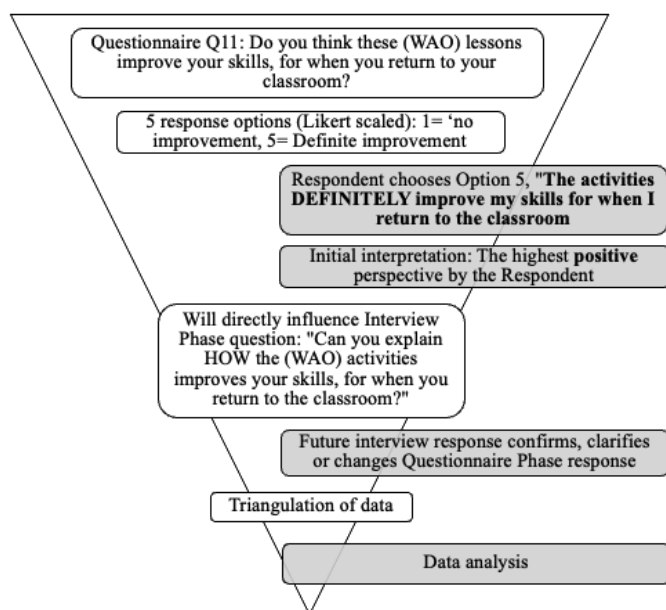 Questionnaire Q11: Do you think these (WAO) lessons
improve your skills, for when you return to your
classroom?
5 response options (Likert scaled): 1= ‘no
improvement, 5= Definite improvement
Respondent chooses Option 5, "The activities
DEFINITELY improve my skills for when I
return to the classroom
Initial interpretation: The highest positive
perspective by the Respondent
Will directly influence Interview
Phase question: "Can you explain
HOW the (WAO) activities
improves your skills, for when you
return to the classroom?"
Future interview response confirms, clarifies
or changes Questionnaire Phase response
Triangulation of data
Data analysis